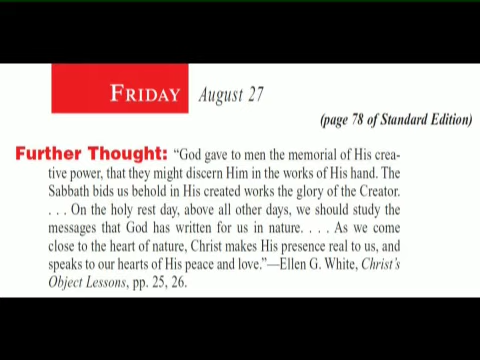 FRIDAY August 27
(page 78 of Standard Edition)
Further Thought: “God gave to men the memorial of His crea-
tive power, that they might discern Him in the works of His hand. The
Sabbath bids us behold in His created works the glory of the Creator.
. . . On the holy rest day, above all other days, we should study the
messages that God has written for us in nature. . . . As we come
close to the heart of nature, Christ makes His presence real to us, and
speaks to our hearts of His peace and love.”—Ellen G. White, Christ’s
Object Lessons, pp. 25, 26.